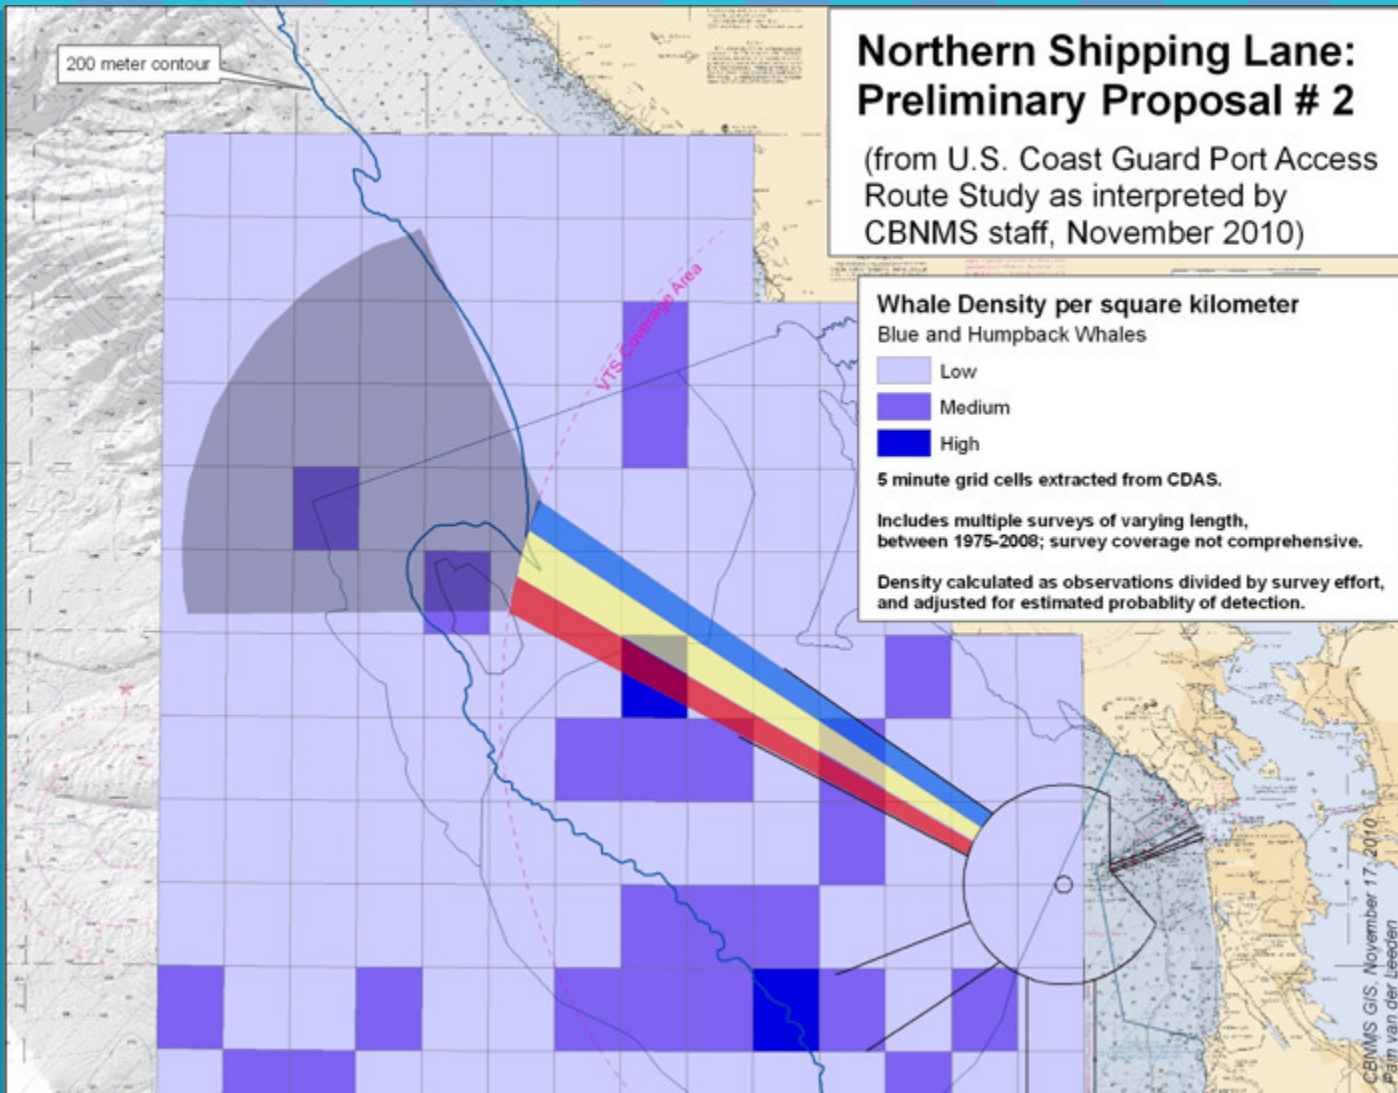 200 meter contour
Northern Shipping Lane:
Preliminary Proposal # 2
(from U.S. Coast Guard Port Access
Route Study as interpreted by
CBNMS staff, November 2010)
Whale Density per square kilometer
Blue and Humpback Whales
Low
Medium
High
5 minute grid cells extracted from CDAS.
Includes multiple surveys of varying length,
between 1975-2008; survey coverage not comprehensive.
Density calculated as observations divided by survey effort,
and adjusted for estimated probablity of detection.
VTS Coverage Area
CBNMS GIS, November 17, 2010
Pam van der Leeden